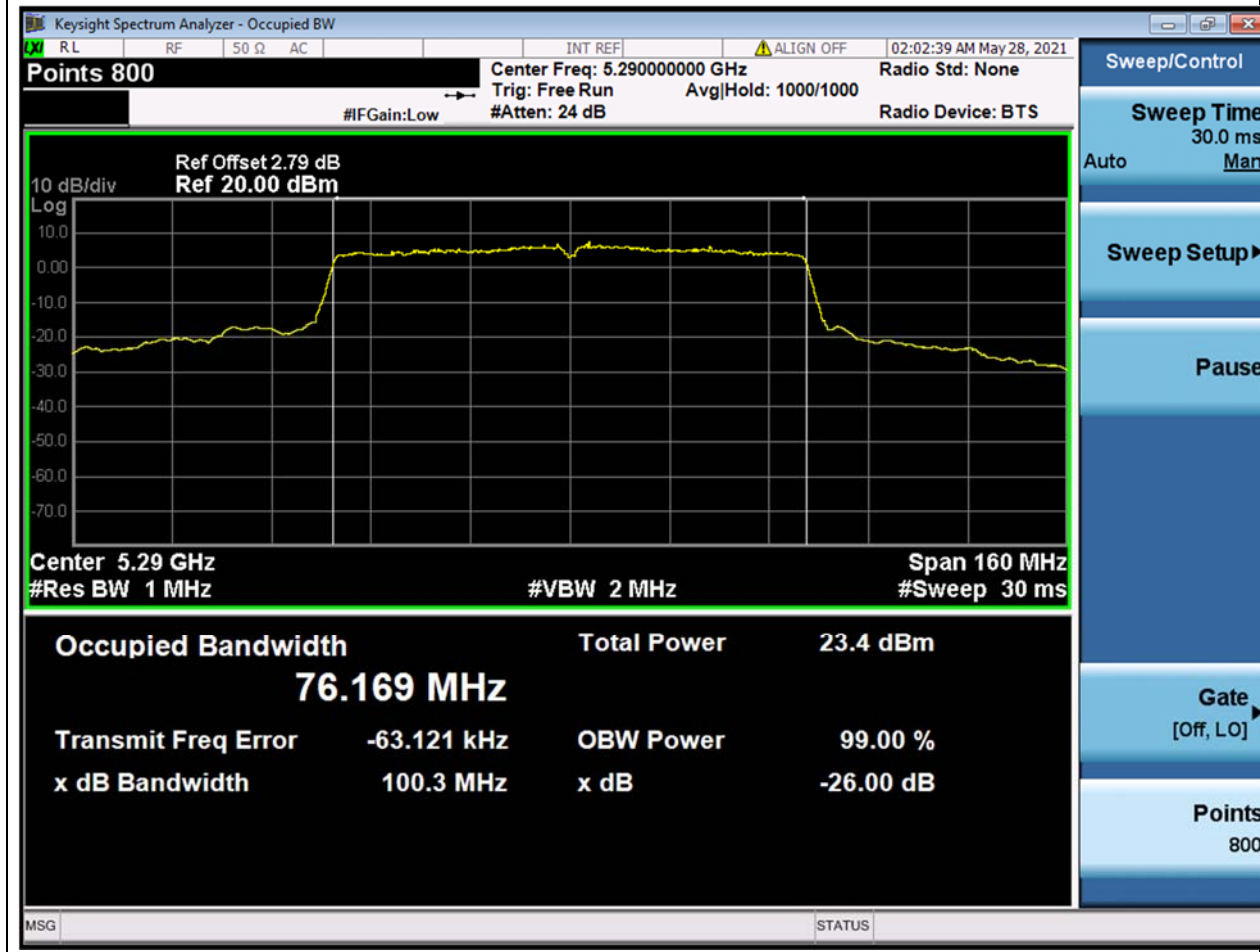 Keysight Spectrum Analyzer - Occupied BW
LXI RL RF 50 Ω AC INT REF ALIGN OFF 02:02:39 AM May 28, 2021
Points 800
Center Freq: 5.290000000 GHz Radio Std: None
Trig: Free Run Avg|Hold: 1000/1000
#IFGain:Low #Atten: 24 dB Radio Device: BTS
Ref Offset 2.79 dB
10 dB/div Ref 20.00 dBm
Log
10.0
0.00
-10.0
-20.0
-30.0
-40.0
-50.0
-60.0
-70.0
Center 5.29 GHz Span 160 MHz
#Res BW 1 MHz #VBW 2 MHz #Sweep 30 ms
Occupied Bandwidth Total Power 23.4 dBm
76.169 MHz
Transmit Freq Error -63.121 kHz OBW Power 99.00 %
x dB Bandwidth 100.3 MHz x dB -26.00 dB
MSG STATUS
Sweep/Control
Sweep Time
30.0 ms
Auto Man
Sweep Setup
Pause
Gate
[Off, LO]
Points
800